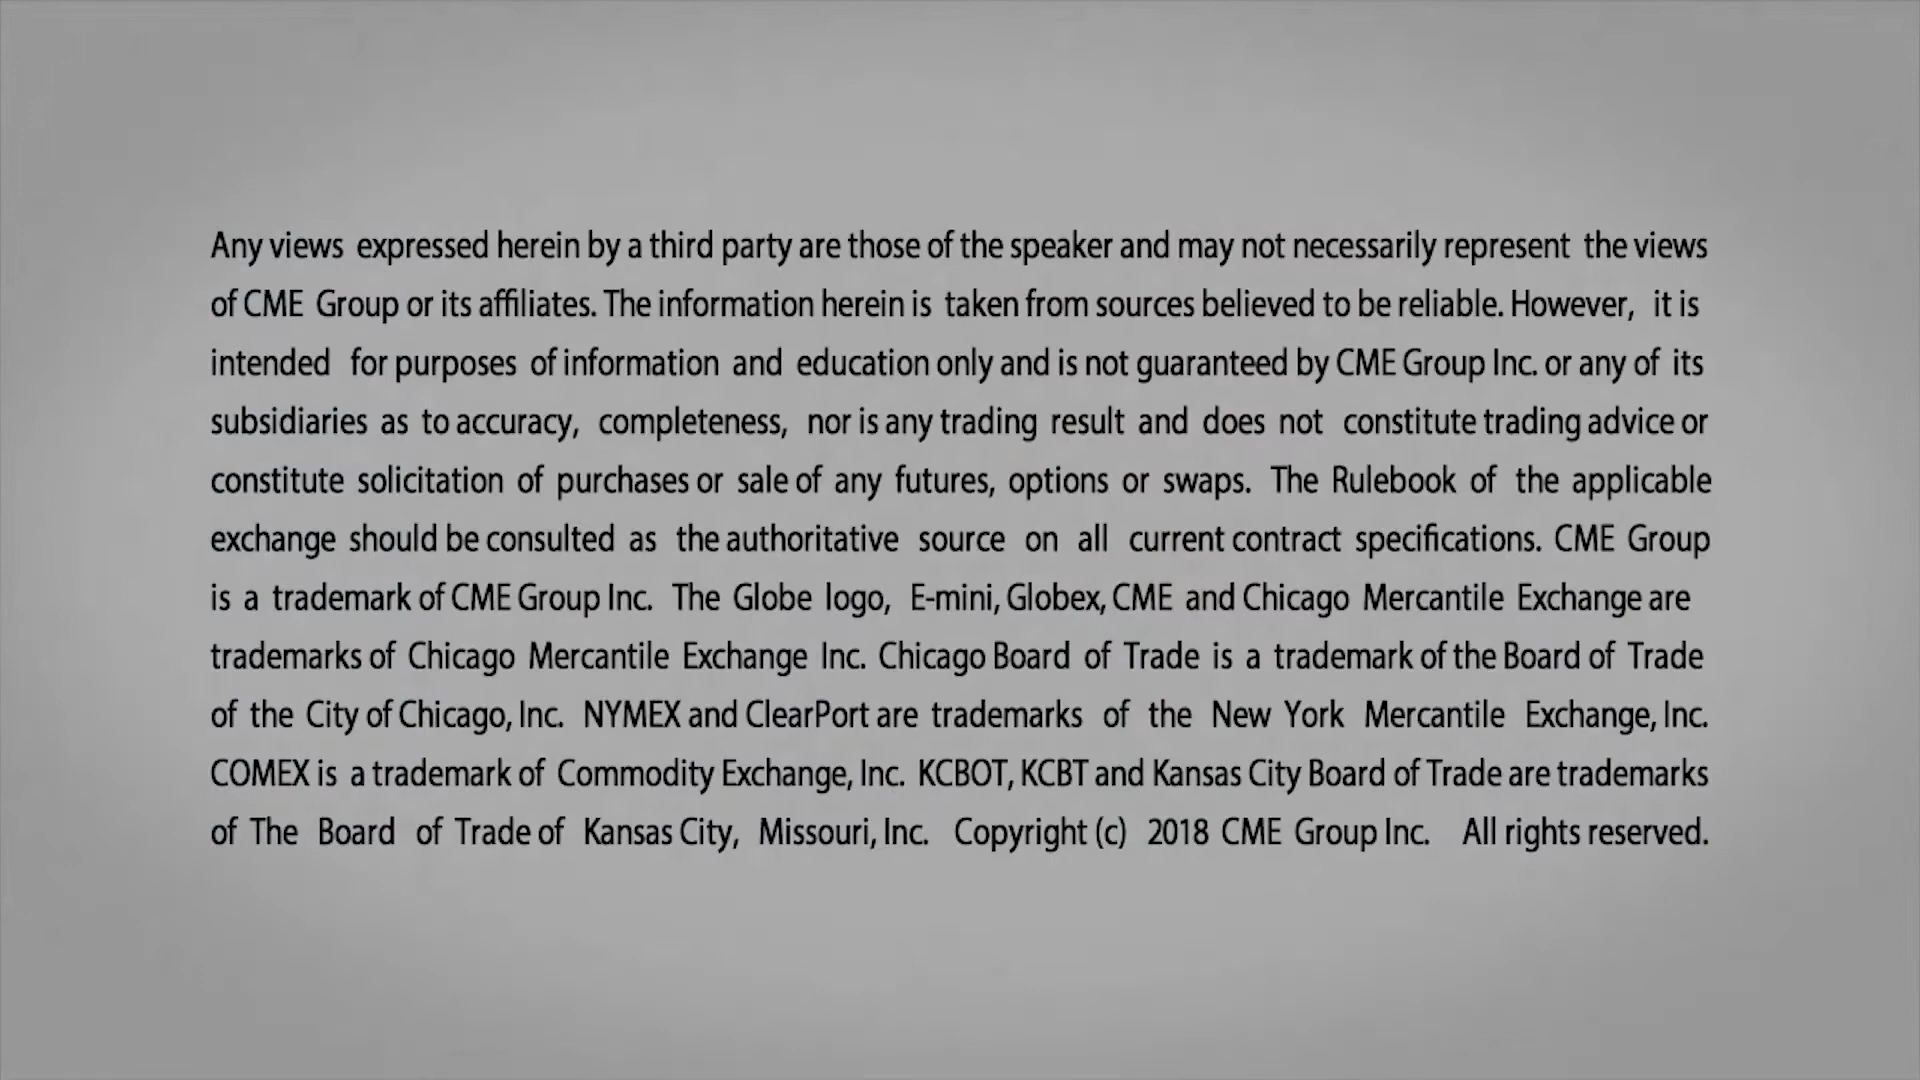 Any views expressed herein by a third party are those of the speaker and may not necessarily represent the views
of CME Group or its affiliates. The information herein is taken from sources believed to be reliable. However, it is
intended for purposes of information and education only and is not guaranteed by CME Group Inc. or any of its
subsidiaries as to accuracy, completeness, nor is any trading result and does not constitute trading advice or
constitute solicitation of purchases or sale of any futures, options or swaps. The Rulebook of the applicable
exchange should be consulted as the authoritative source on all current contract specifications. CME Group
is a trademark of CME Group Inc. The Globe logo, E-mini, Globex, CME and Chicago Mercantile Exchange are
trademarks of Chicago Mercantile Exchange Inc. Chicago Board of Trade is a trademark of the Board of Trade
of the City of Chicago, Inc. NYMEX and ClearPort are trademarks of the New York Mercantile Exchange, Inc.
COMEX is a trademark of Commodity Exchange, Inc. KCBOT, KCBT and Kansas City Board of Trade are trademarks
of The Board of Trade of Kansas City, Missouri, Inc. Copyright (c) 2018 CME Group Inc. All rights reserved.